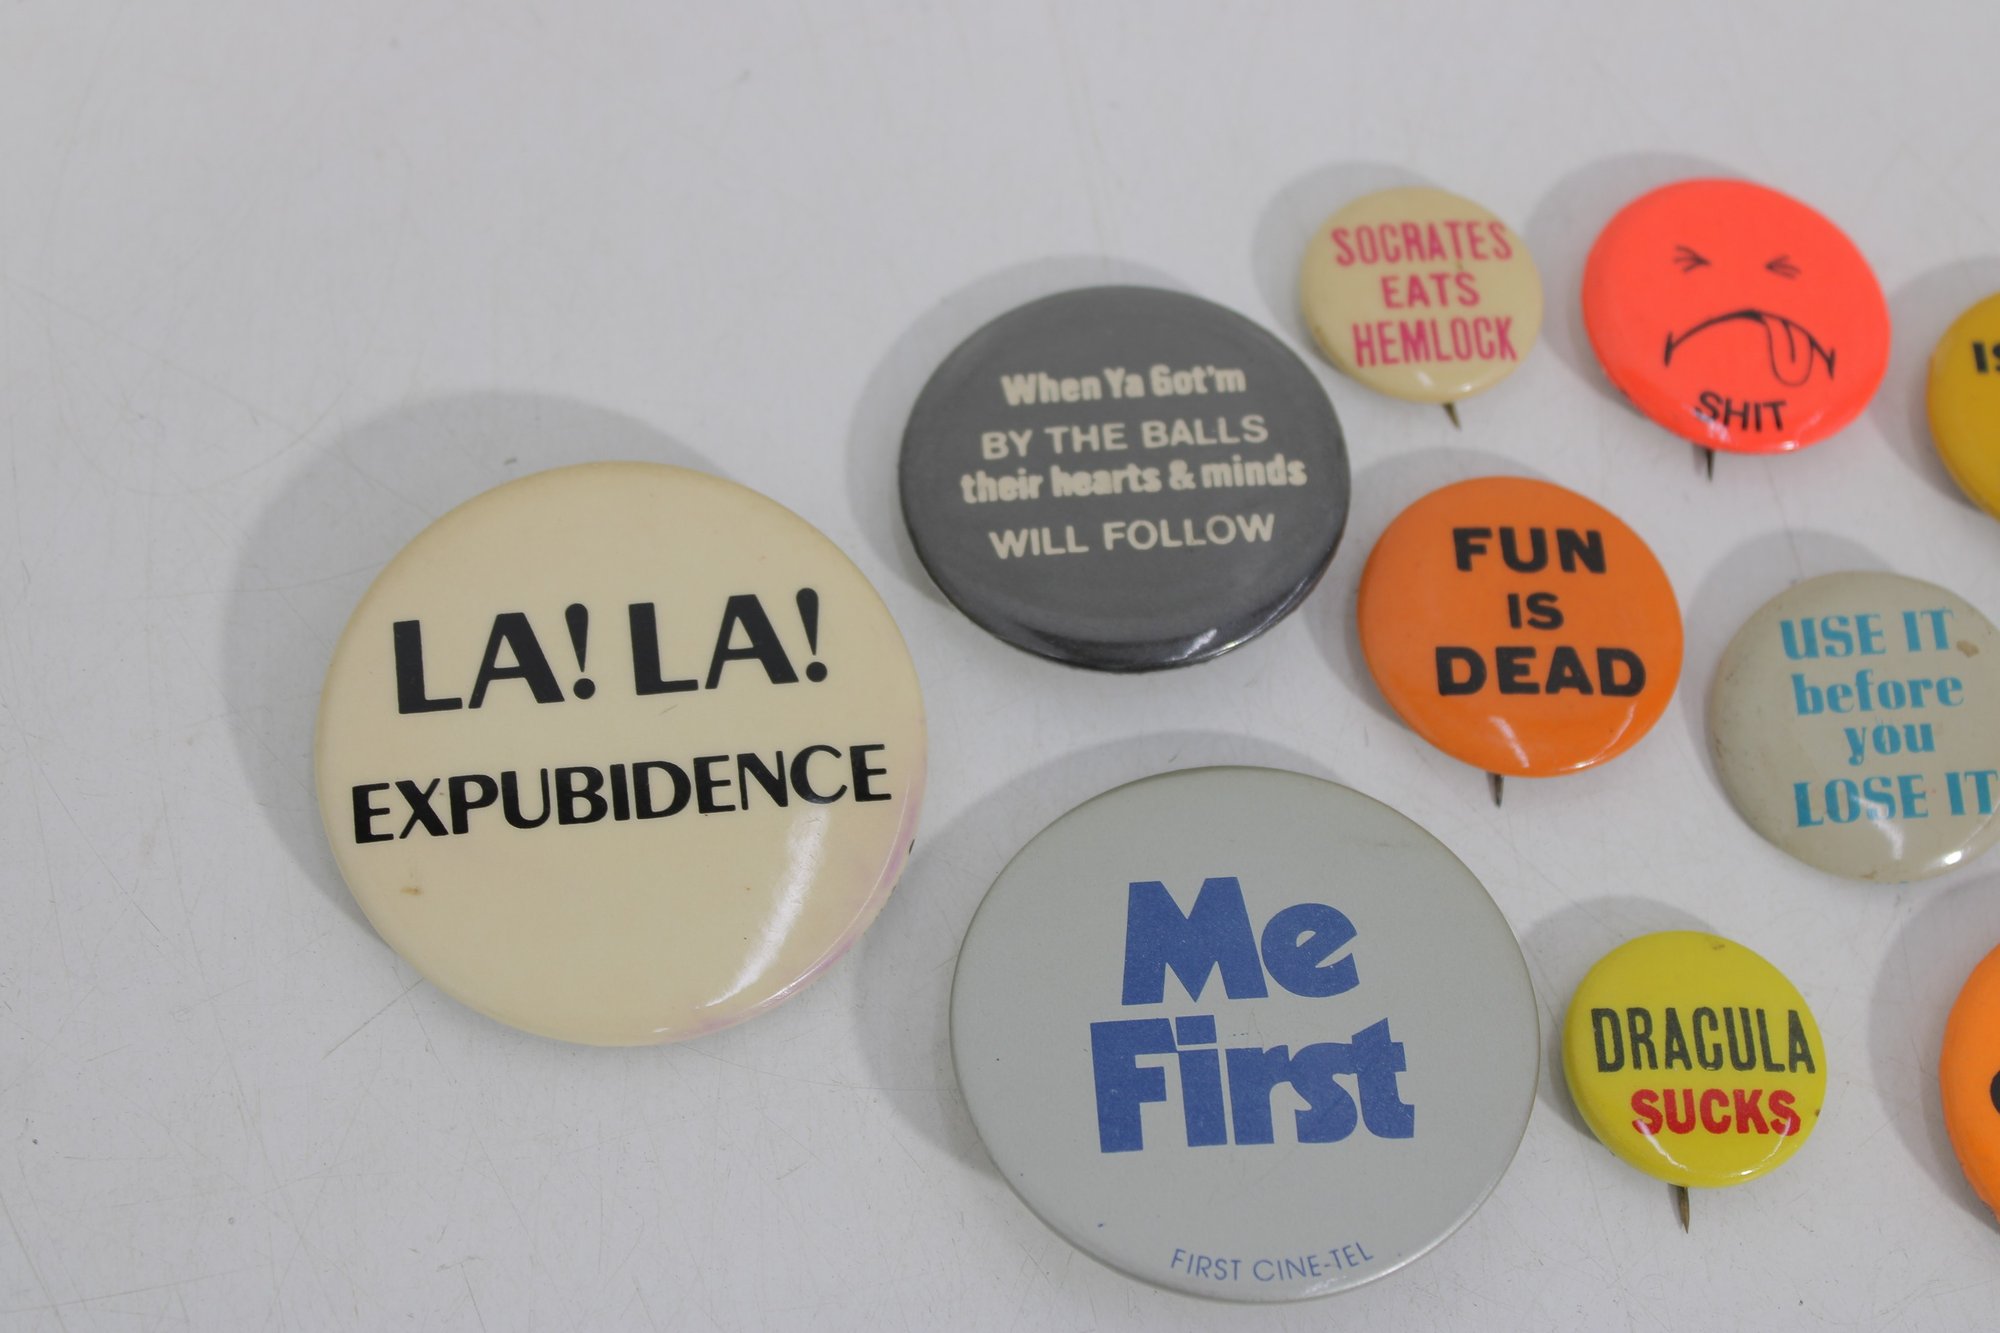 LA! LA!
EXPUBIDENCE
When Ya Got'm
BY THE BALLS
their hearts & minds
WILL FOLLOW
SOCRATES
EATS
HEMLOCK
SHIT
FUN
IS
DEAD
USE IT
before
you
LOSE IT
Me
First
FIRST CINE-TEL
DRACULA
SUCKS